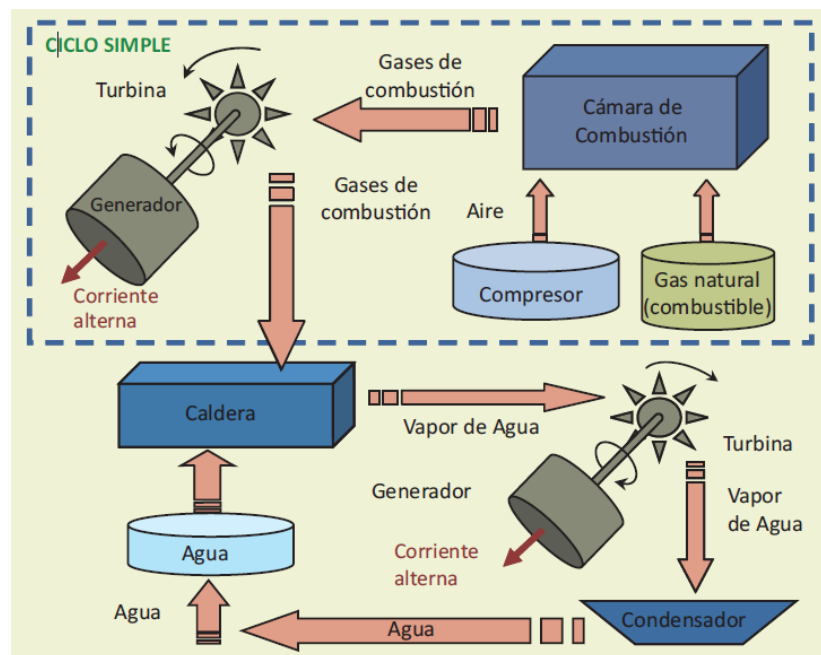 CICLO SIMPLE
Turbina
Generador
Corriente
alterna
Gases de
combustión
Gases de
combustión
Cámara de
Combustión
Aire
Compresor
Gas natural
(combustible)
Caldera
Vapor de Agua
Turbina
Generador
Corriente
alterna
Vapor
de Agua
Agua
Agua
Agua
Condensador